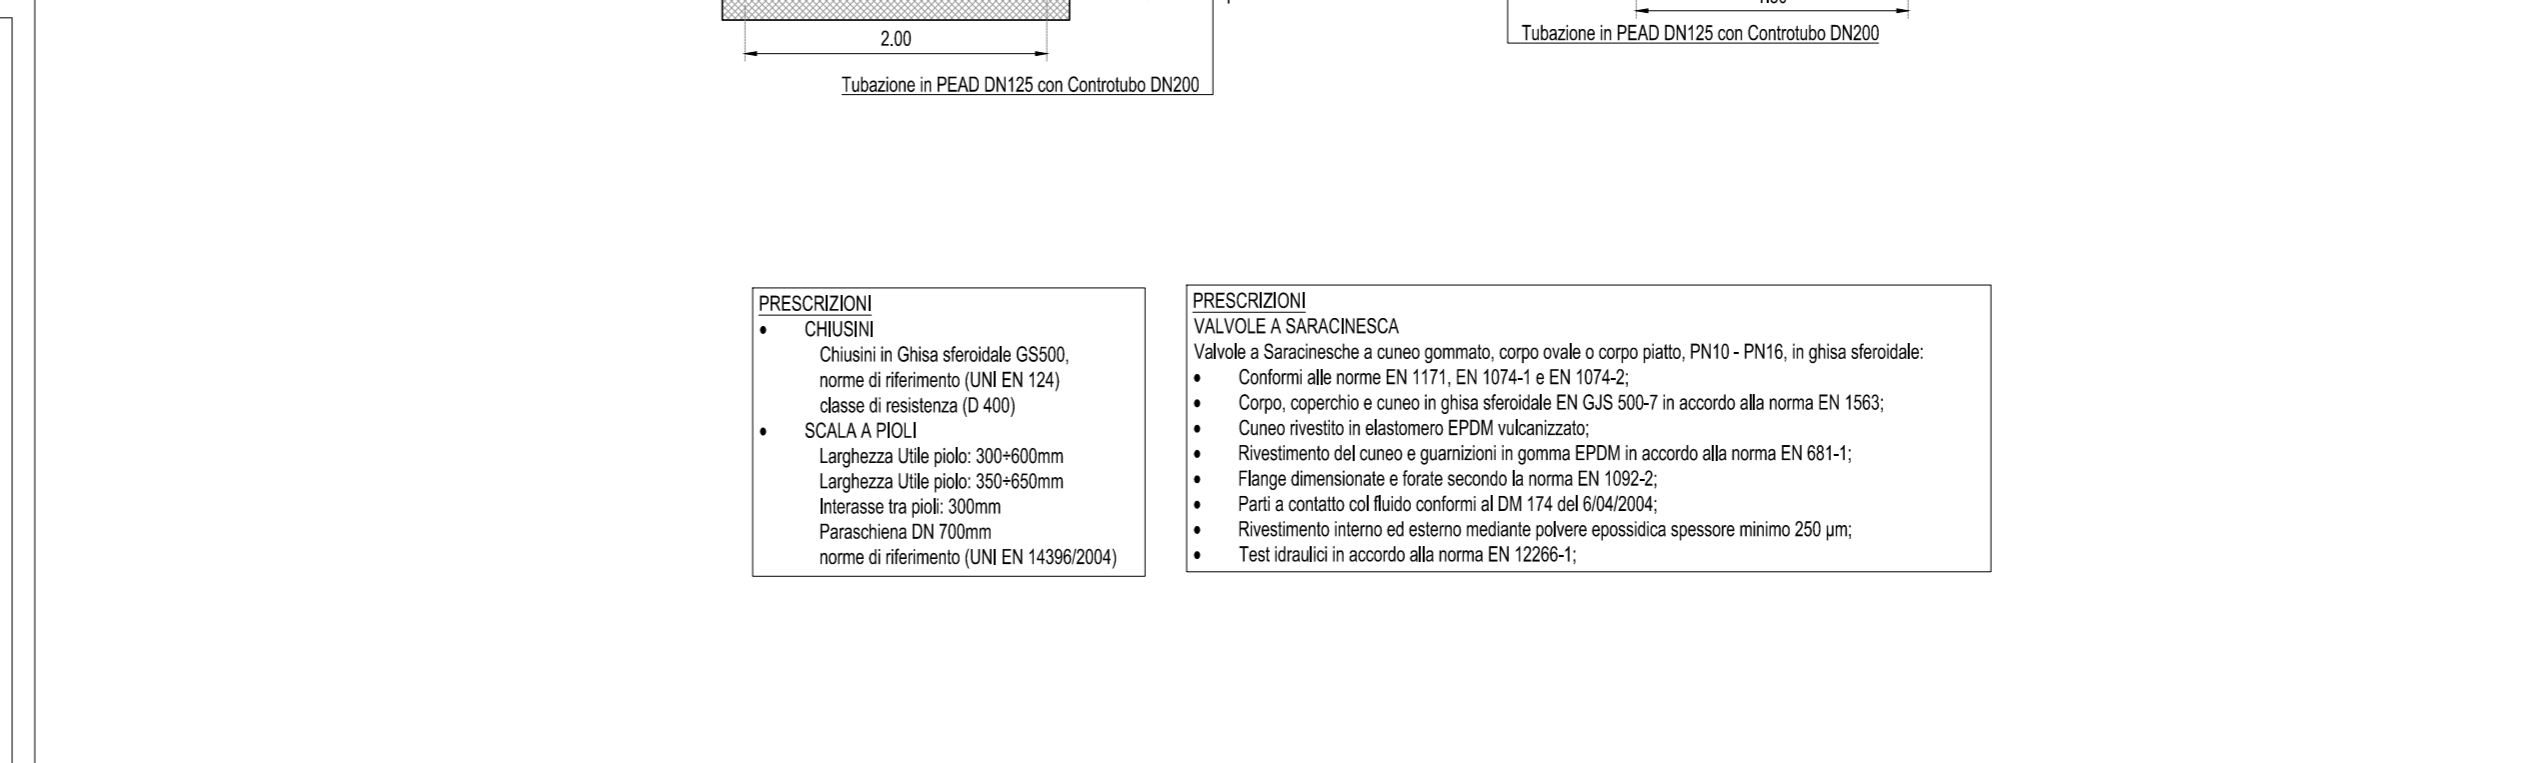 2.00
Tubazione in PEAD DN125 con Controtubo DN200
Tubazione in PEAD DN125 con Controtubo DN200
PRESCRIZIONI
• CHIUSINI
Chiusini in Ghisa sferoidale GS500,
norme di riferimento (UNI EN 124)
classe di resistenza (D 400)
• SCALA A PIOLI
Larghezza Utile piolo: 300÷600mm
Larghezza Utile piolo: 350÷650mm
Interasse tra pioli: 300mm
Paraschiena DN 700mm
norme di riferimento (UNI EN 14396/2004)
PRESCRIZIONI
VALVOLE A SARACINESCA
Valvole a Saracinesche a cuneo gommato, corpo ovale o corpo piatto, PN10 - PN16, in ghisa sferoidale:
• Conformi alle norme EN 1171, EN 1074-1 e EN 1074-2;
• Corpo, coperchio e cuneo in ghisa sferoidale EN GJS 500-7 in accordo alla norma EN 1563;
• Cuneo rivestito in elastomero EPDM vulcanizzato;
• Rivestimento del cuneo e guarnizioni in gomma EPDM in accordo alla norma EN 681-1;
• Flange dimensionate e forate secondo la norma EN 1092-2;
• Parti a contatto col fluido conformi al DM 174 del 6/04/2004;
• Rivestimento interno ed esterno mediante polvere epossidica spessore minimo 250 µm;
• Test idraulici in accordo alla norma EN 12266-1;